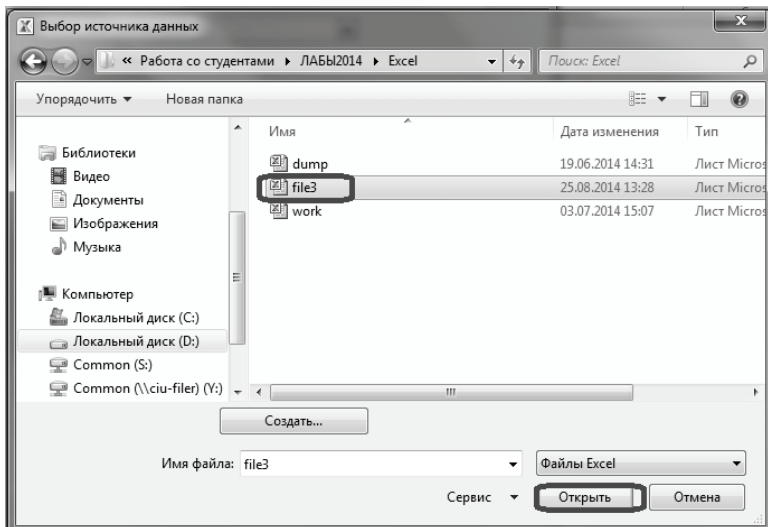 Выбор источника данных
« Работа со студентами ▸ ЛАБЫ2014 ▸ Excel
Поиск: Excel
Упорядочить ▾ Новая папка
Имя Дата изменения Тип
Библиотеки
Видео
Документы
Изображения
Музыка
Компьютер
Локальный диск (C:)
Локальный диск (D:)
Common (S:)
Common (\\ciu-filer) (Y:)
dump 19.06.2014 14:31 Лист Micros
file3 25.08.2014 13:28 Лист Micros
work 03.07.2014 15:07 Лист Micros
Создать...
Имя файла: file3
Файлы Excel
Сервис ▾ Открыть Отмена